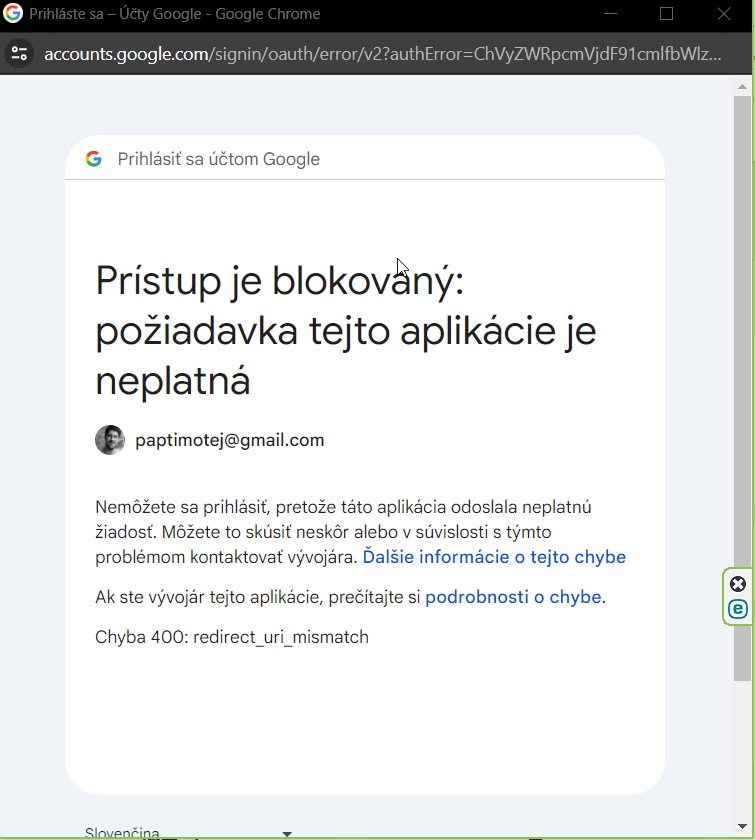 Prihláste sa – Účty Google - Google Chrome
accounts.google.com/signin/oauth/error/v2?authError=ChVyZWRpcmVjdF91cmlfbWlz...
Prihlásiť sa účtom Google
Prístup je blokovaný:
požiadavka tejto aplikácie je
neplatná
paptimotej@gmail.com
Nemôžete sa prihlásiť, pretože táto aplikácia odoslala neplatnú
žiadosť. Môžete to skúsiť neskôr alebo v súvislosti s týmto
problémom kontaktovať vývojára. Ďalšie informácie o tejto chybe
Ak ste vývojár tejto aplikácie, prečítajte si podrobnosti o chybe.
Chyba 400: redirect_uri_mismatch
Slovenčina